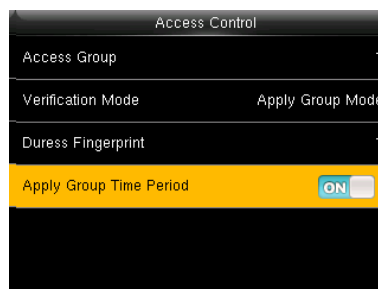 Access Control
Access Group
Verification Mode Apply Group Mode
Duress Fingerprint
Apply Group Time Period ON